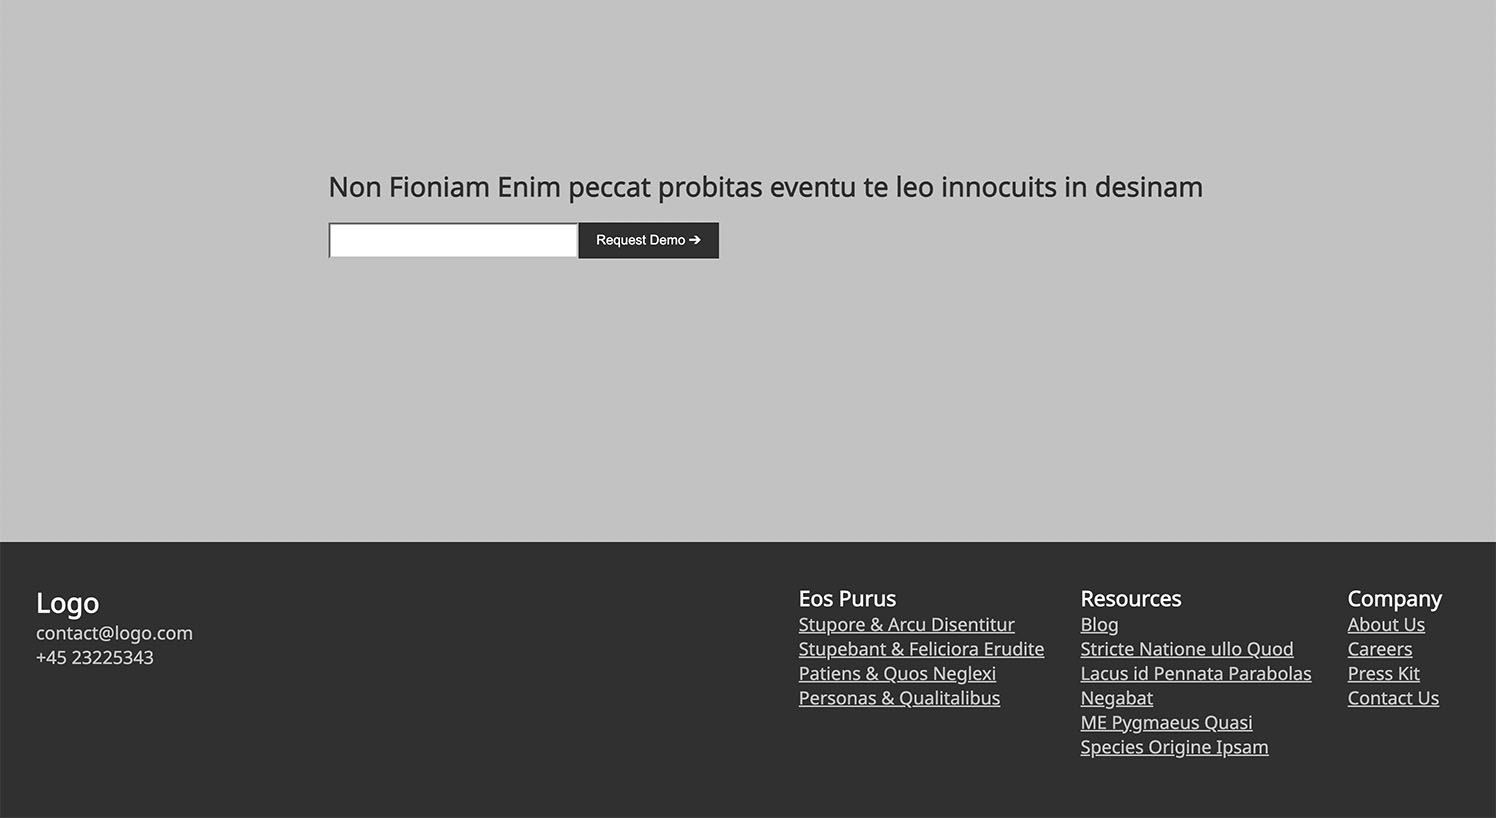 Non Fioniam Enim peccat probitas eventu te leo innocuits in desinam
Request Demo ➔
Logo
contact@logo.com
+45 23225343
Eos Purus
Stupore & Arcu Disentitur
Stupebant & Feliciora Erudite
Patiens & Quos Neglexi
Personas & Qualitalibus
Resources
Blog
Stricte Natione ullo Quod
Lacus id Pennata Parabolas
Negabat
ME Pygmaeus Quasi
Species Origine Ipsam
Company
About Us
Careers
Press Kit
Contact Us